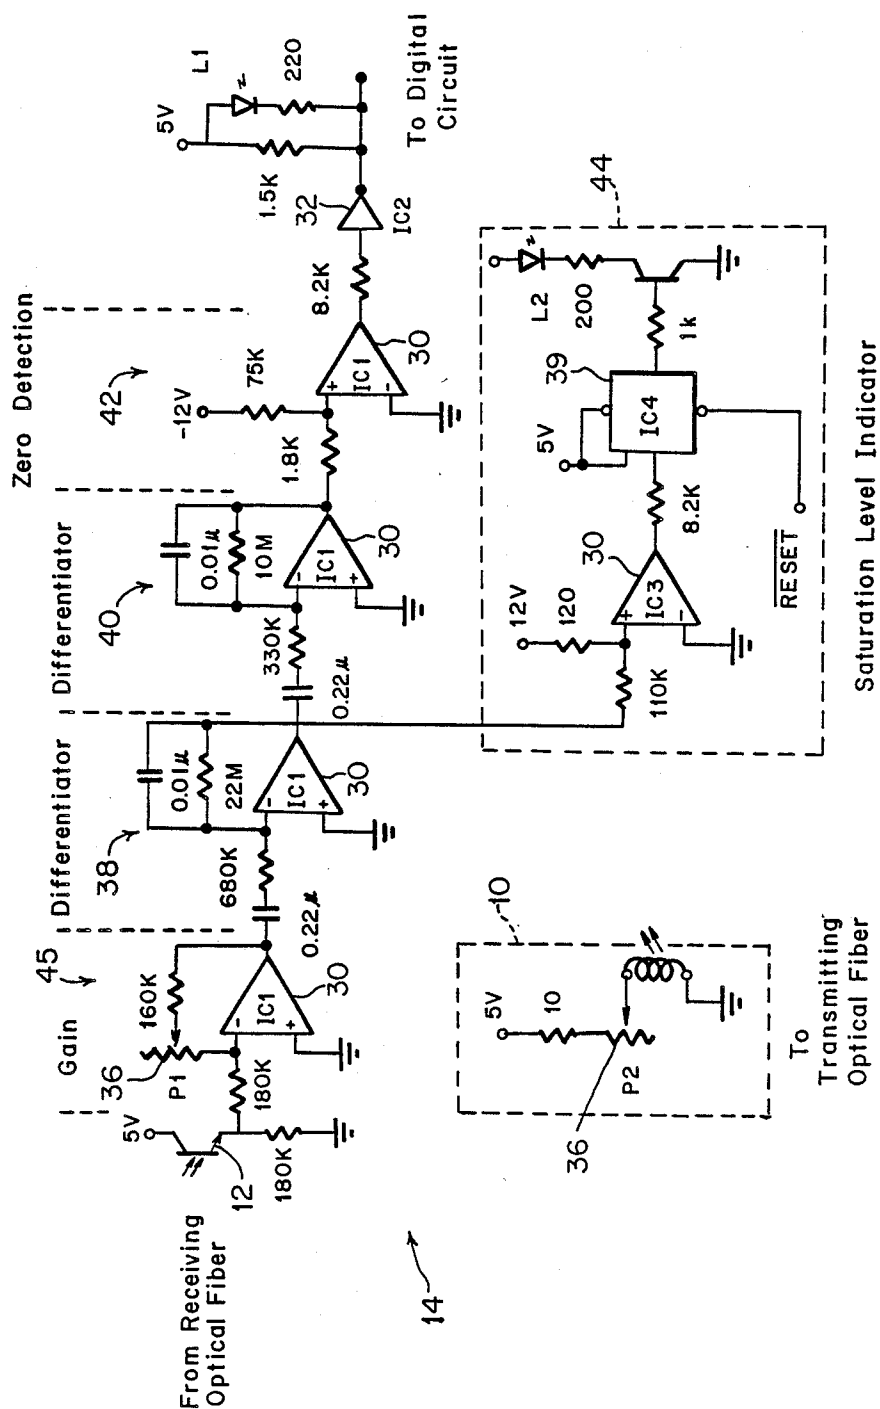 Gain
45
Differentiator
38
Differentiator
40
Zero Detection
42
From Receiving
Optical Fiber
5V
12
180K
180K
36
P1
160K
IC1
30
0.22μ
680K
0.01μ
22M
IC1
30
0.22μ
330K
0.01μ
10M
IC1
30
1.8K
-12V
75K
IC1
30
8.2K
32
IC2
1.5K
5V
L1
220
To Digital
Circuit
14
10
5V
10
P2
36
To
Transmitting
Optical Fiber
44
110K
12V
120
IC3
30
8.2K
5V
39
IC4
RESET
1k
200
L2
Saturation Level Indicator